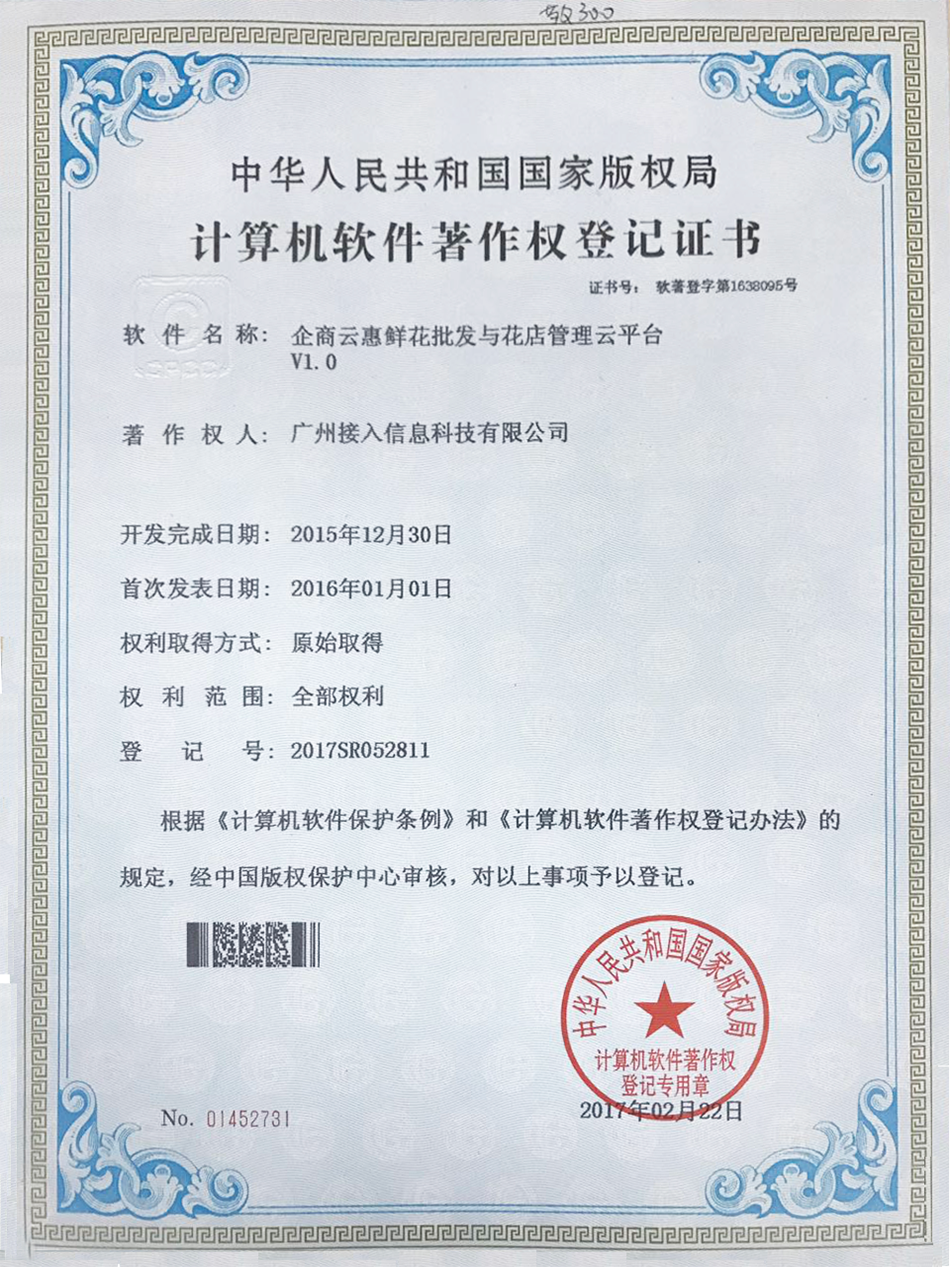 300
中华人民共和国国家版权局
计算机软件著作权登记证书
证书号： 软著登字第1638095号
软件名称： 企商云惠鲜花批发与花店管理云平台
V1.0
著作权人： 广州接入信息科技有限公司
开发完成日期： 2015年12月30日
首次发表日期： 2016年01月01日
权利取得方式： 原始取得
权利范围： 全部权利
登记号： 2017SR052811
根据《计算机软件保护条例》和《计算机软件著作权登记办法》的
规定，经中国版权保护中心审核，对以上事项予以登记。
中华人民共和国国家版权局
计算机软件著作权
登记专用章
2017年02月22日
No. 01452731
CPCC